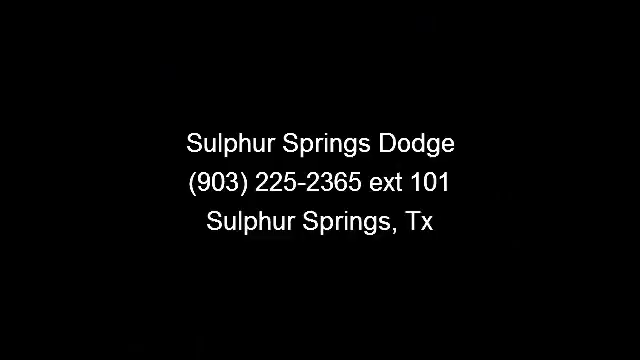 Sulphur Springs Dodge
(903) 225-2365 ext 101
Sulphur Springs, Tx